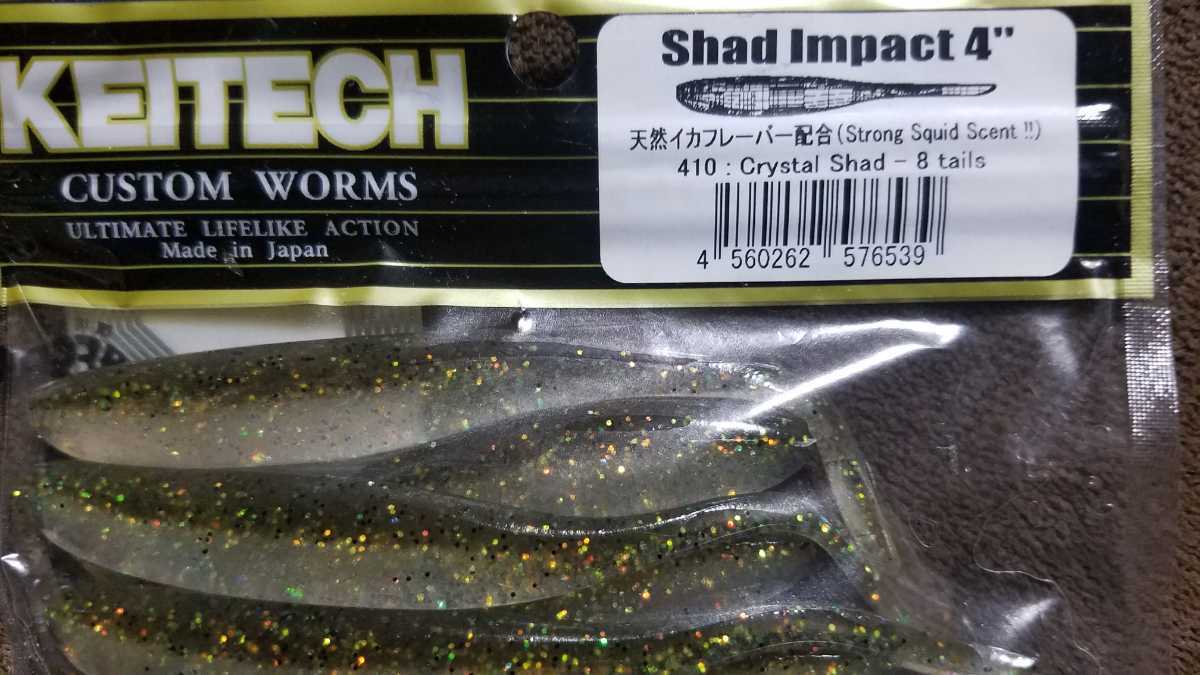 KEITECH
CUSTOM WORMS
ULTIMATE LIFELIKE ACTION
Made in Japan
Shad Impact 4"
天然イカフレーバー配合(Strong Squid Scent !!)
410 : Crystal Shad - 8 tails
4 560262 576539